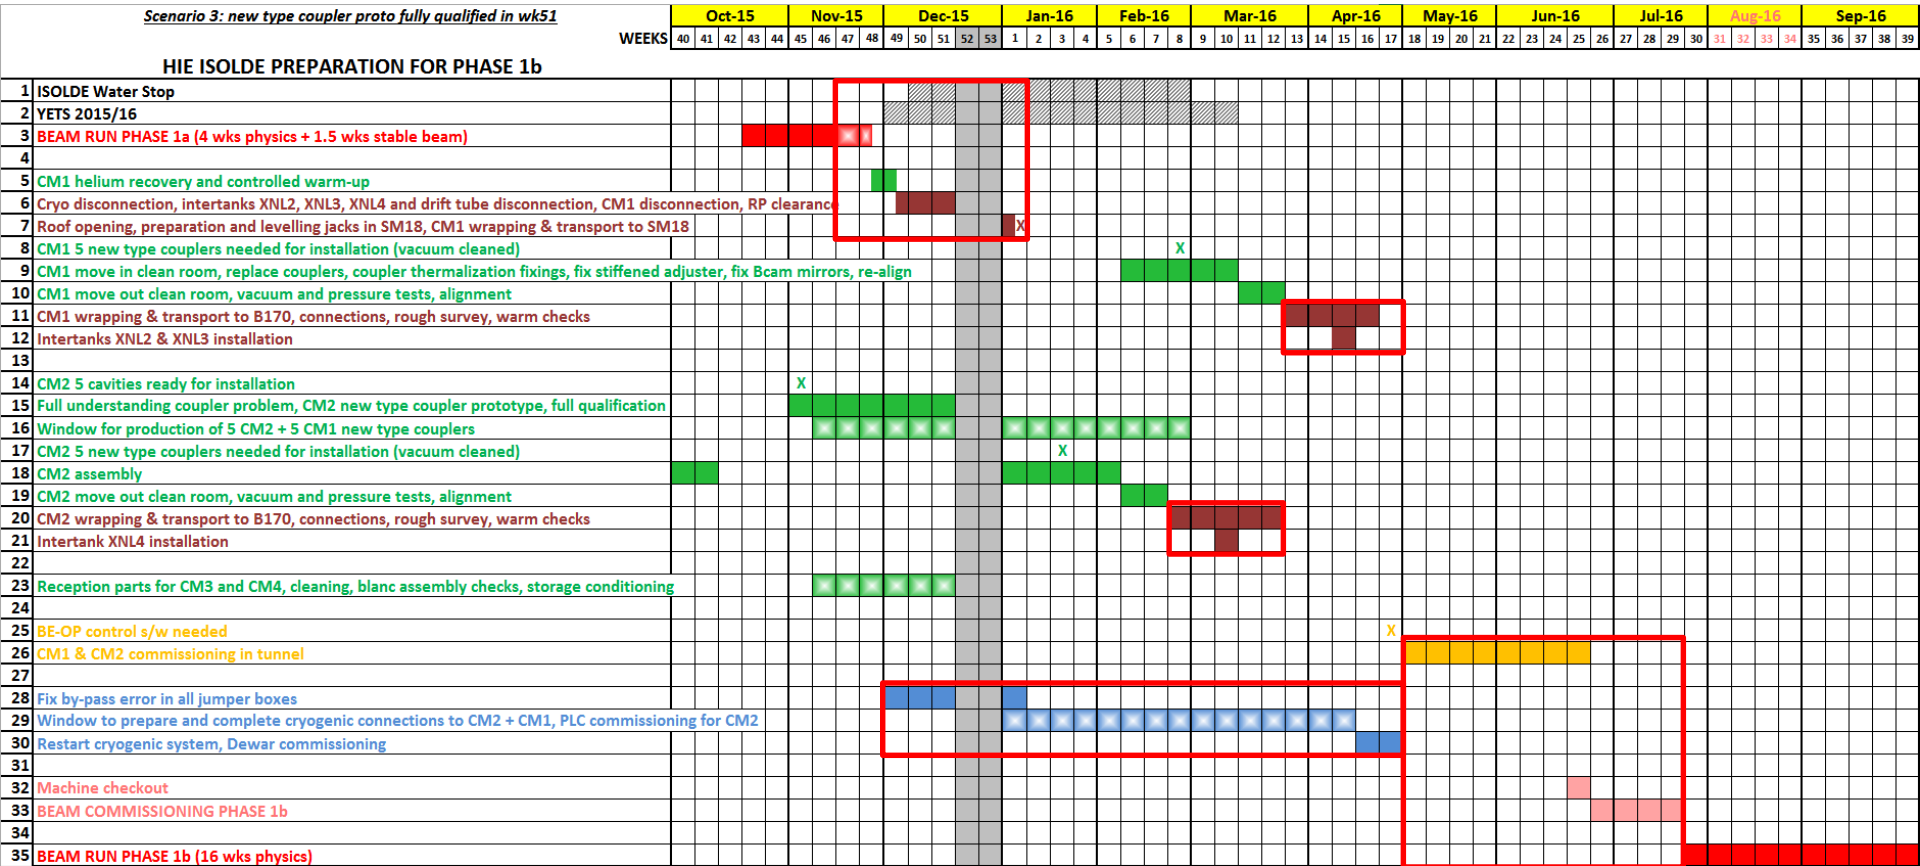 Scenario 3: new type coupler proto fully qualified in wk51
Oct-15 Nov-15 Dec-15 Jan-16 Feb-16 Mar-16 Apr-16 May-16 Jun-16 Jul-16 Aug-16 Sep-16
WEEKS 40 41 42 43 44 45 46 47 48 49 50 51 52 53 1 2 3 4 5 6 7 8 9 10 11 12 13 14 15 16 17 18 19 20 21 22 23 24 25 26 27 28 29 30 31 32 33 34 35 36 37 38 39
HIE ISOLDE PREPARATION FOR PHASE 1b
1 ISOLDE Water Stop
2 YETS 2015/16
3 BEAM RUN PHASE 1a (4 wks physics + 1.5 wks stable beam)
4
5 CM1 helium recovery and controlled warm-up
6 Cryo disconnection, intertanks XNL2, XNL3, XNL4 and drift tube disconnection, CM1 disconnection, RP clearance
7 Roof opening, preparation and levelling jacks in SM18, CM1 wrapping & transport to SM18 X
8 CM1 5 new type couplers needed for installation (vacuum cleaned) X
9 CM1 move in clean room, replace couplers, coupler thermalization fixings, fix stiffened adjuster, fix Bcam mirrors, re-align
10 CM1 move out clean room, vacuum and pressure tests, alignment
11 CM1 wrapping & transport to B170, connections, rough survey, warm checks
12 Intertanks XNL2 & XNL3 installation
13
14 CM2 5 cavities ready for installation X
15 Full understanding coupler problem, CM2 new type coupler prototype, full qualification
16 Window for production of 5 CM2 + 5 CM1 new type couplers
17 CM2 5 new type couplers needed for installation (vacuum cleaned) X
18 CM2 assembly
19 CM2 move out clean room, vacuum and pressure tests, alignment
20 CM2 wrapping & transport to B170, connections, rough survey, warm checks
21 Intertank XNL4 installation
22
23 Reception parts for CM3 and CM4, cleaning, blanc assembly checks, storage conditioning
24
25 BE-OP control s/w needed X
26 CM1 & CM2 commissioning in tunnel
27
28 Fix by-pass error in all jumper boxes
29 Window to prepare and complete cryogenic connections to CM2 + CM1, PLC commissioning for CM2
30 Restart cryogenic system, Dewar commissioning
31
32 Machine checkout
33 BEAM COMMISSIONING PHASE 1b
34
35 BEAM RUN PHASE 1b (16 wks physics)